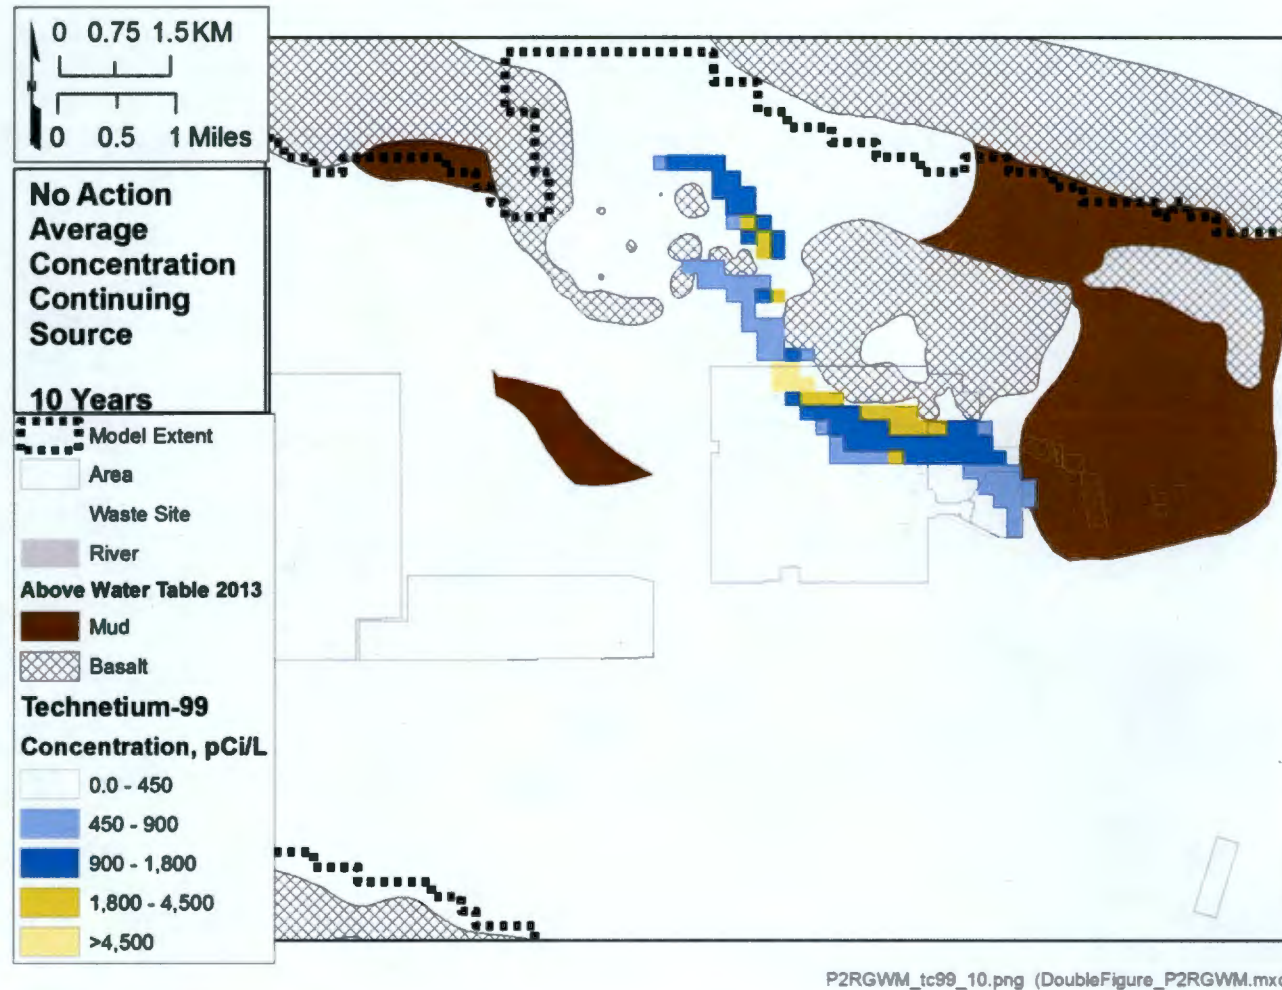 0 0.75 1.5 KM
0 0.5 1 Miles
No Action
Average
Concentration
Continuing
Source
10 Years
Model Extent
Area
Waste Site
River
Above Water Table 2013
Mud
Basalt
Technetium-99
Concentration, pCi/L
0.0 - 450
450 - 900
900 - 1,800
1,800 - 4,500
>4,500
P2RGWM_tc99_10.png (DoubleFigure_P2RGWM.mxd